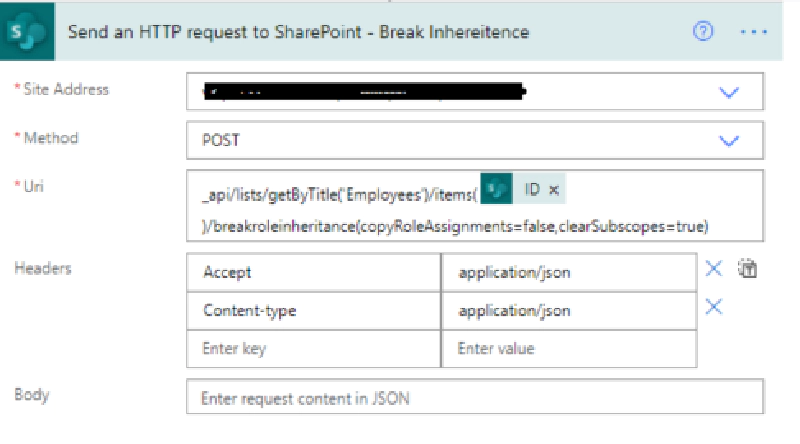 Send an HTTP request to SharePoint - Break Inhereitence
* Site Address
* Method
POST
* Uri
_api/lists/getByTitle('Employees')/items( ID ×
)/breakroleinheritance(copyRoleAssignments=false,clearSubscopes=true)
Headers
Accept application/json
Content-type application/json
Enter key Enter value
Body
Enter request content in JSON